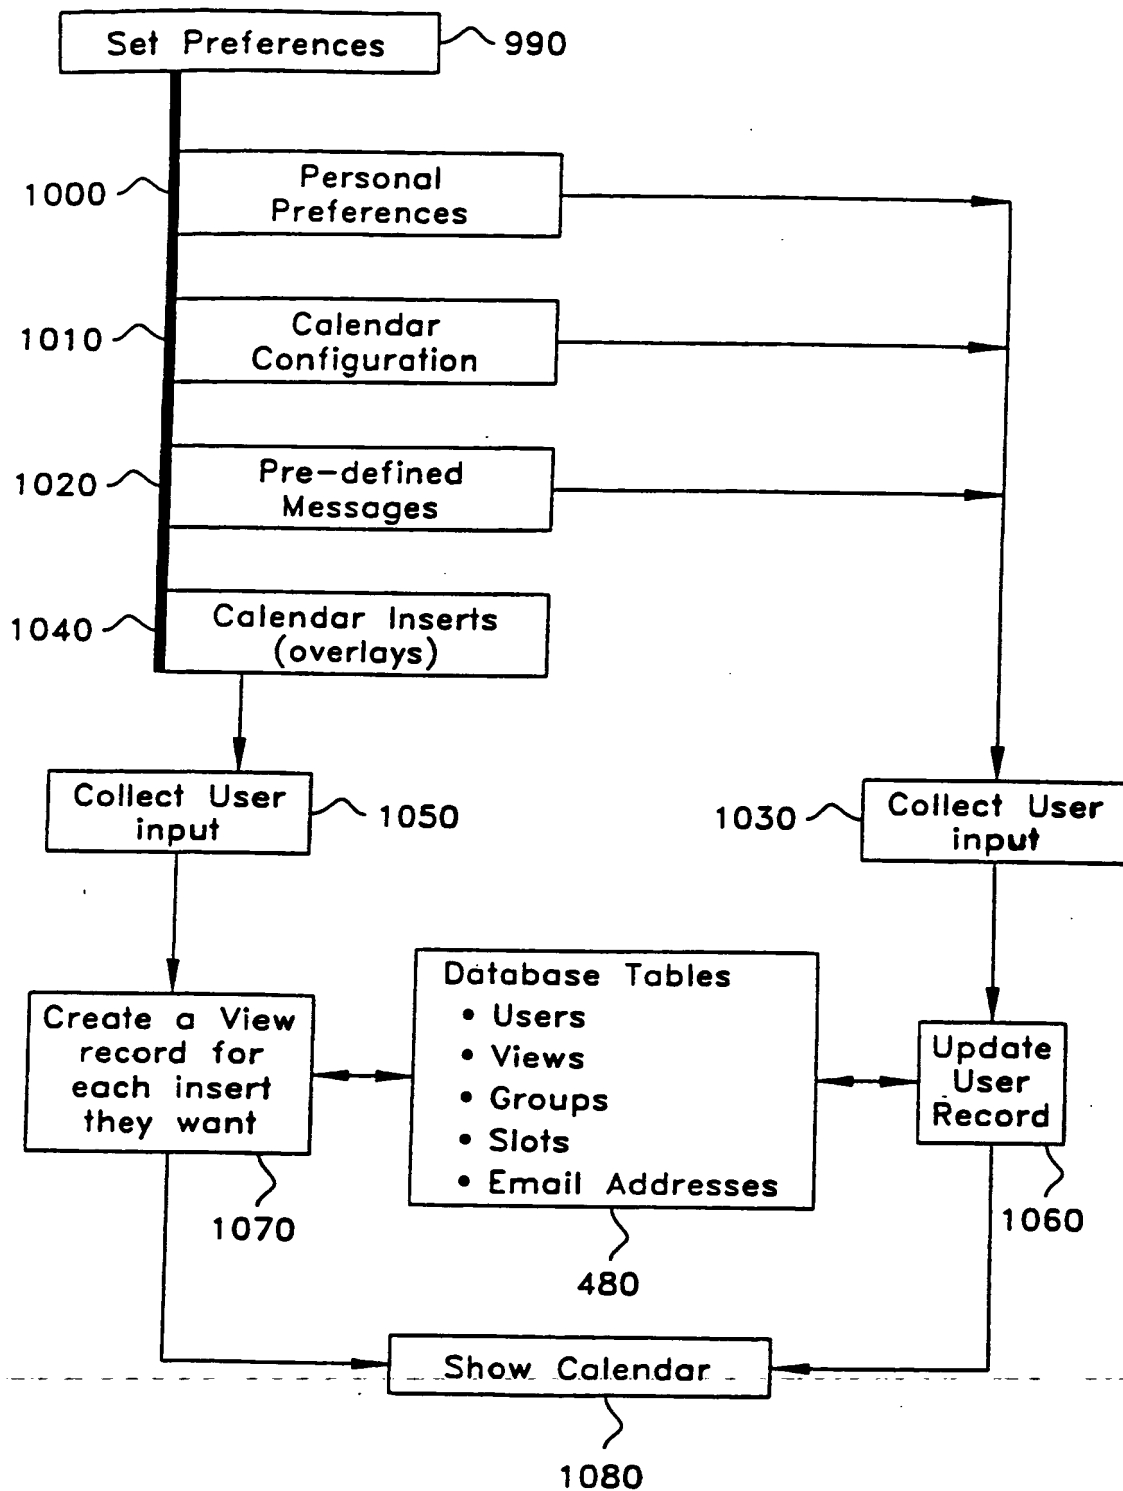 Set Preferences
990
1000
Personal
Preferences
1010
Calendar
Configuration
1020
Pre-defined
Messages
1040
Calendar Inserts
(overlays)
Collect User
input
1050
1030
Collect User
input
Create a View
record for
each insert
they want
1070
Database Tables
• Users
• Views
• Groups
• Slots
• Email Addresses
480
Update
User
Record
1060
Show Calendar
1080